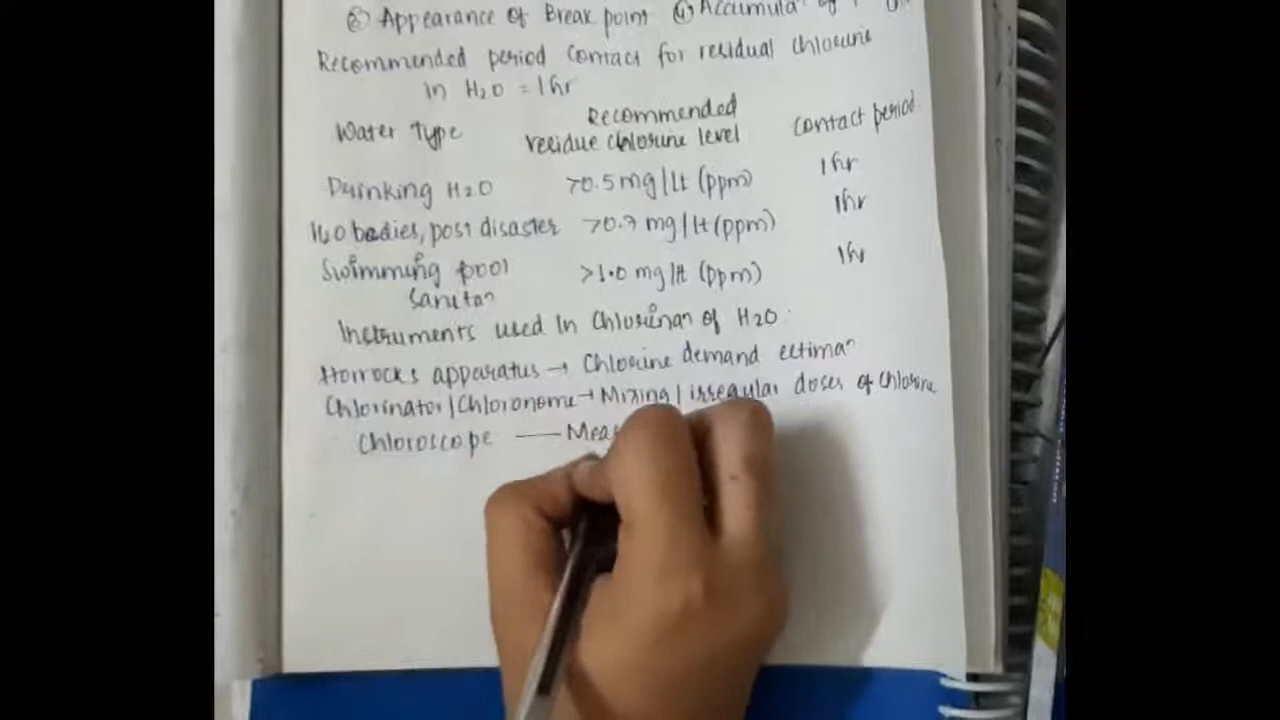 ③ Appearance of Break point ④ Accumula
Recommended period contact for residual chlorine
in H2O = 1hr
Water Type Recommended residue chlorine level contact period
Drinking H2O >0.5 mg/Lt (ppm) 1hr
H2O bodies, post disaster >0.7 mg/Lt (ppm) 1hr
Swimming pool >1.0 mg/lt (ppm) 1hr
Sanitan
Instruments used in Chlorinan of H2O :
Horrocks apparatus → Chlorine demand estiman
Chlorinator/Chloronome → Mixing/irregular doses of chlorine
Chloroscope — Mea